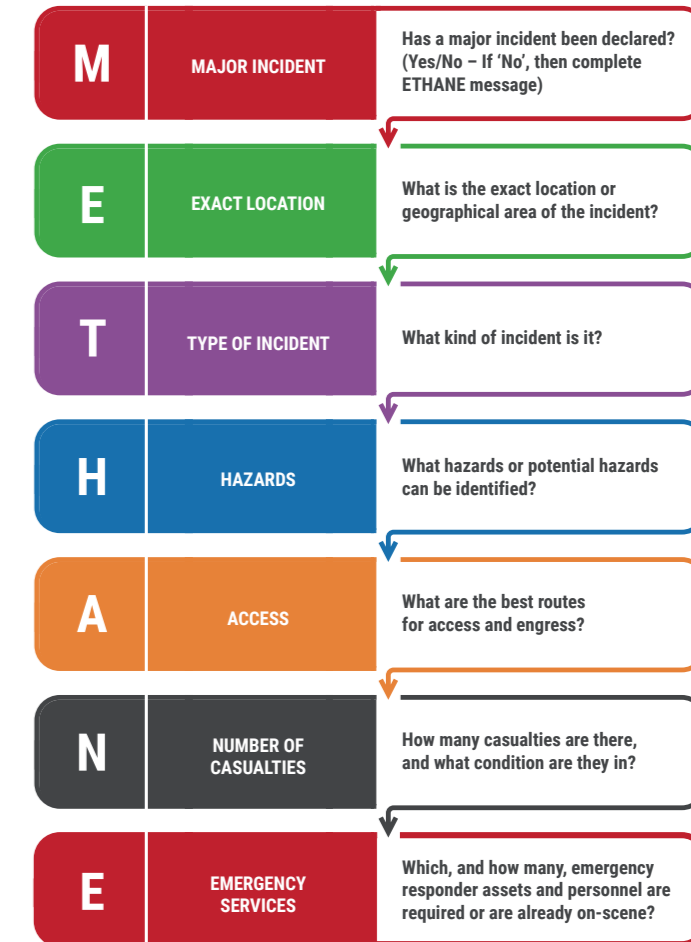 M
MAJOR INCIDENT
Has a major incident been declared?
(Yes/No – If ‘No’, then complete
ETHANE message)
E
EXACT LOCATION
What is the exact location or
geographical area of the incident?
T
TYPE OF INCIDENT
What kind of incident is it?
H
HAZARDS
What hazards or potential hazards
can be identified?
A
ACCESS
What are the best routes
for access and engress?
N
NUMBER OF
CASUALTIES
How many casualties are there,
and what condition are they in?
E
EMERGENCY
SERVICES
Which, and how many, emergency
responder assets and personnel are
required or are already on-scene?